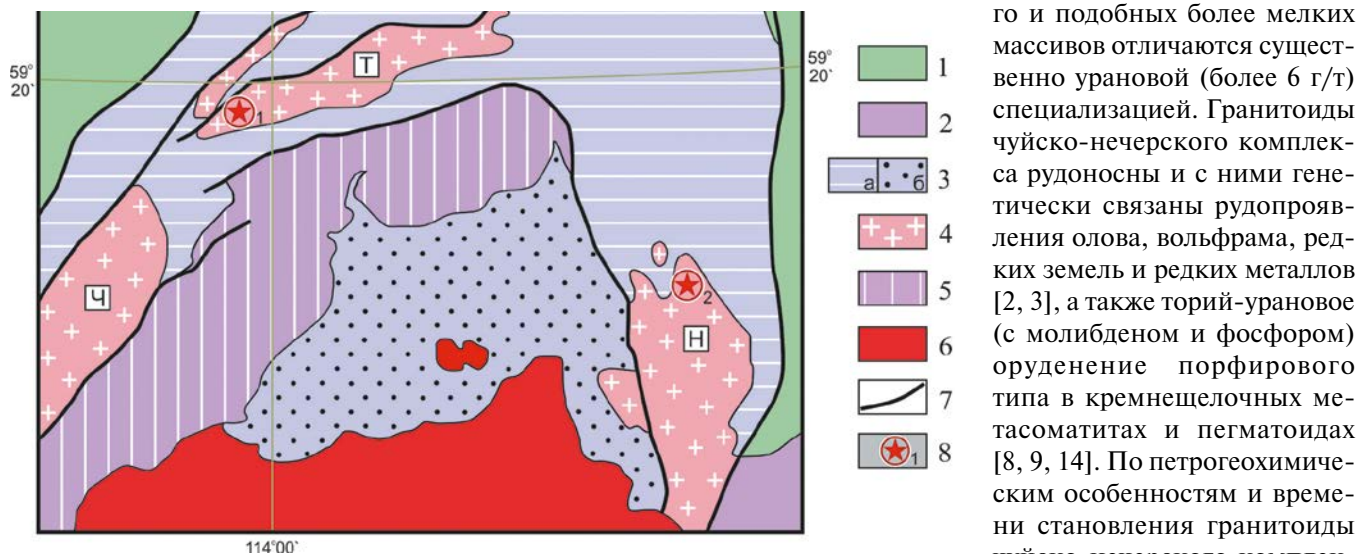 59°
20`
Т
1
Ч
2
Н
114°00`
59°
20`
1
2
а б 3
4
5
6
7
1 8
го и подобных более мелких
массивов отличаются сущест-
венно урановой (более 6 г/т)
специализацией. Гранитоиды
чуйско-нечерского комплек-
са рудоносны и с ними гене-
тически связаны рудопрояв-
ления олова, вольфрама, ред-
ких земель и редких металлов
[2, 3], а также торий-урановое
(с молибденом и фосфором)
оруденение порфирового
типа в кремнещелочных ме-
тасоматитах и пегматоидах
[8, 9, 14]. По петрогеохимиче-
ским особенностям и време-
ни становления гранитоиды